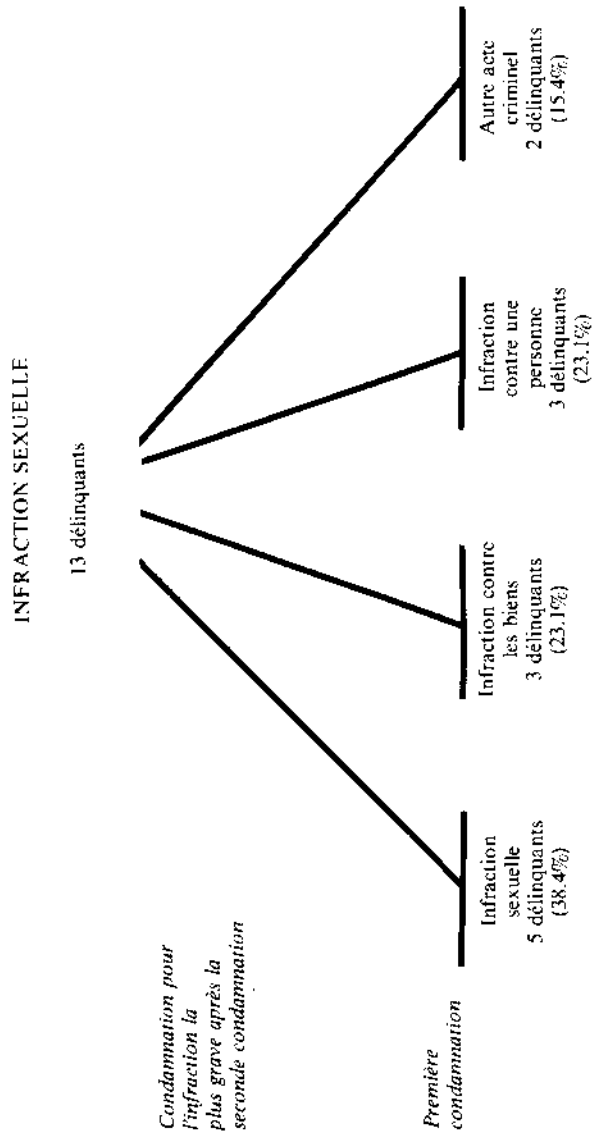 INFRACTION SEXUELLE
13 délinquants
Condamnation pour
l'infraction la
plus grave après la
seconde condamnation
Première
condamnation
Infraction
sexuelle
5 délinquants
(38.4%)
Infraction contre
les biens
3 délinquants
(23.1%)
Infraction
contre une
personne
3 délinquants
(23.1%)
Autre acte
criminel
2 délinquants
(15.4%)